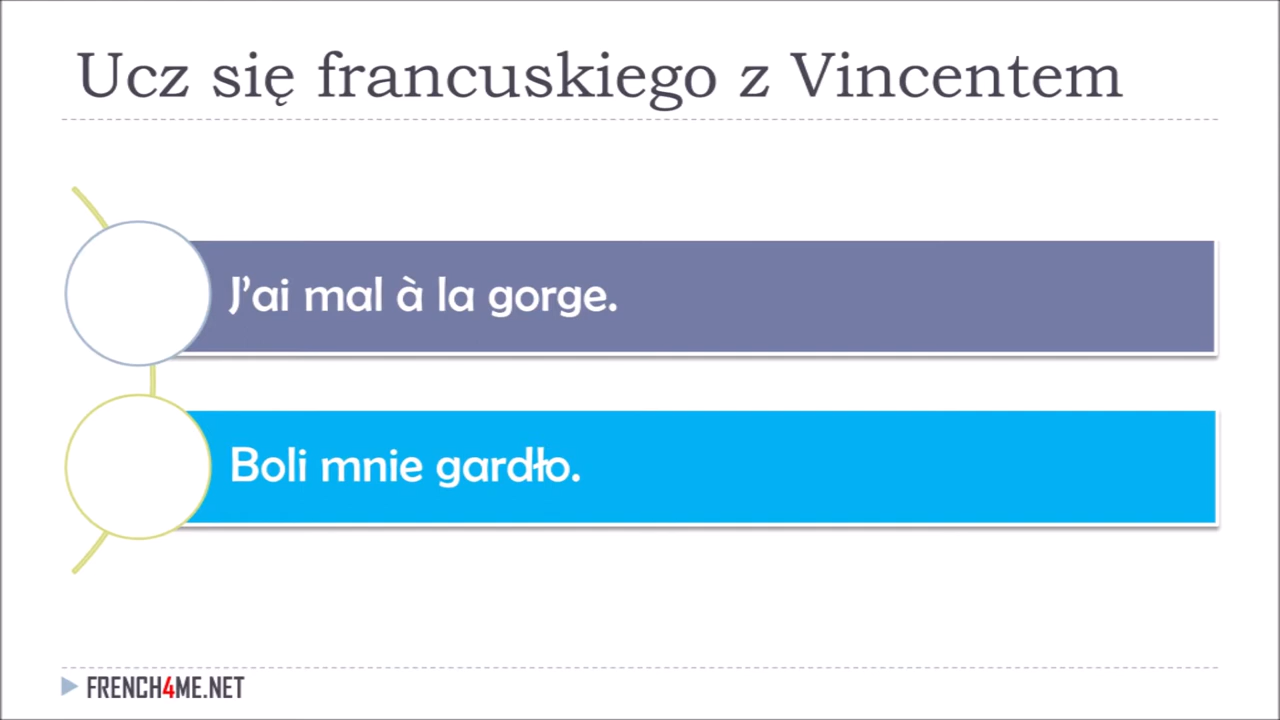 Ucz się francuskiego z Vincentem
J’ai mal à la gorge.
Boli mnie gardło.
FRENCH4ME.NET